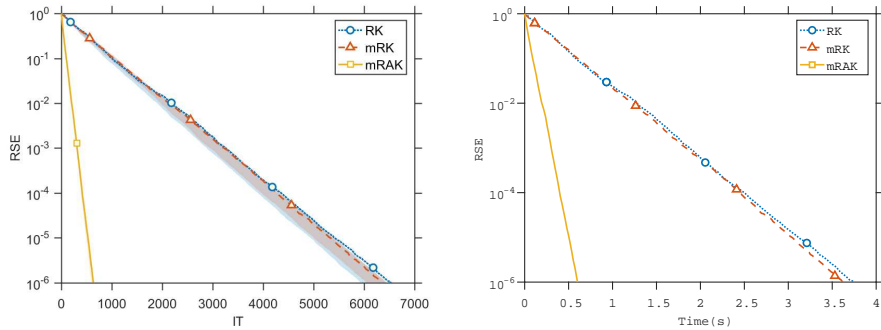 10^0
10^-1
10^-2
10^-3
10^-4
10^-5
10^-6
RSE
0 1000 2000 3000 4000 5000 6000 7000
IT
RK
mRK
mRAK
10^0
10^-2
10^-4
10^-6
RSE
0 0.5 1 1.5 2 2.5 3 3.5 4
Time(s)
RK
mRK
mRAK